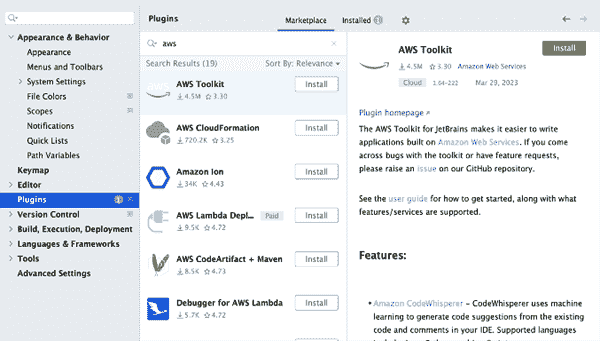 Plugins
Marketplace
Installed
Appearance & Behavior
Appearance
Menus and Toolbars
System Settings
File Colors
Scopes
Notifications
Quick Lists
Path Variables
Keymap
Editor
Plugins
Version Control
Build, Execution, Deployment
Languages & Frameworks
Tools
Advanced Settings
aws
Search Results (19) Sort By: Relevance
AWS Toolkit
4.5M 3.30
Install
AWS CloudFormation
720.2K 3.25
Install
Amazon Ion
34K 4.43
Install
AWS Lambda Depl... Paid
9.5K 4.72
Install
AWS CodeArtifact + Maven
8.5K 4.73
Install
Debugger for AWS Lambda
5.7K 4.72
Install
AWS Toolkit
Install
4.5M 3.30 Amazon Web Services
Cloud 1.64-222 Mar 29, 2023
Plugin homepage
The AWS Toolkit for JetBrains makes it easier to write
applications built on Amazon Web Services. If you come
across bugs with the toolkit or have feature requests,
please raise an issue on our GitHub repository.
See the user guide for how to get started, along with what
features/services are supported.
Features:
• Amazon CodeWhisperer - CodeWhisperer uses machine
learning to generate code suggestions from the existing
code and comments in your IDE. Supported languages